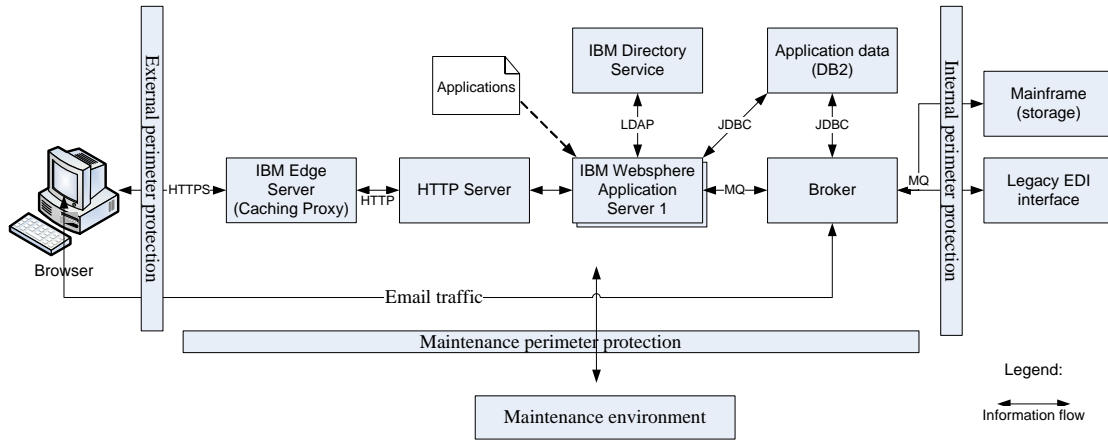 External perimeter protection
Applications
IBM Directory
Service
Application data
(DB2)
Internal perimeter protection
Mainframe
(storage)
LDAP
JDBC
JDBC
HTTPS
IBM Edge
Server
(Caching Proxy)
HTTP
HTTP Server
IBM Websphere
Application
Server 1
MQ
Broker
MQ
Legacy EDI
interface
Browser
Email traffic
Maintenance perimeter protection
Maintenance environment
Legend:
Information flow